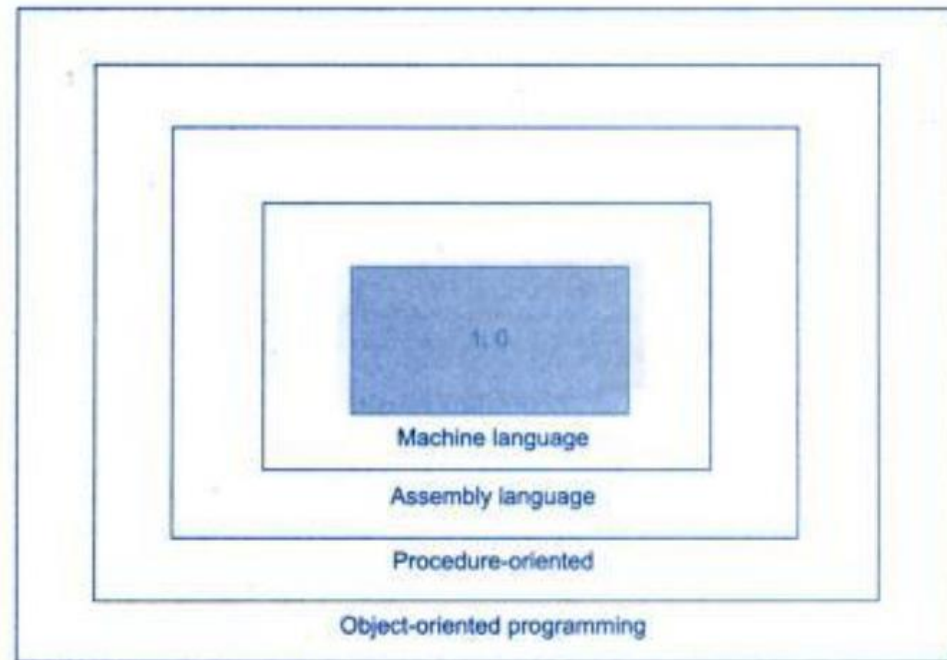 1, 0
Machine language
Assembly language
Procedure-oriented
Object-oriented programming